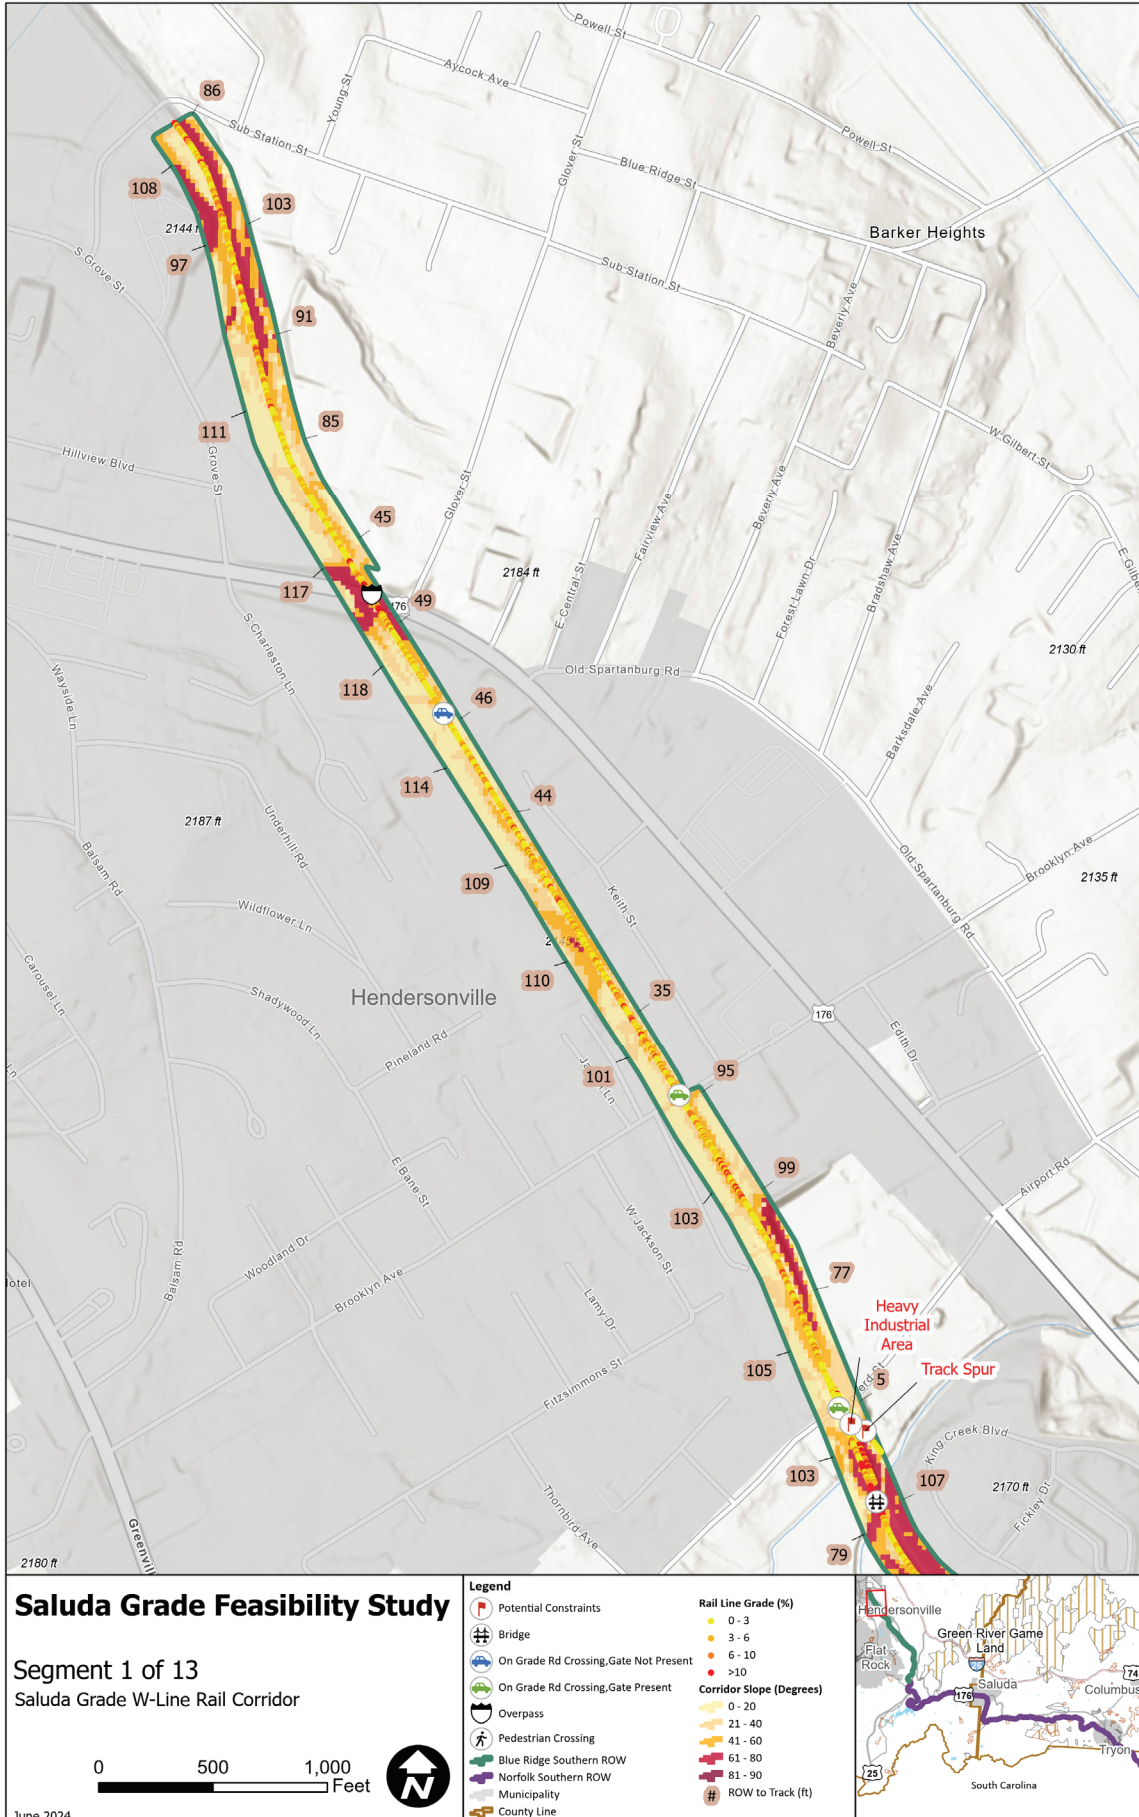 Powell St
Aycock Ave
Young St
86
Sub Station St
Glover St
Powell St
Blue Ridge St
108
103
Barker Heights
2144 f
97
S Grove St
Sub Station St
Beverly Ave
91
111
85
Grove St
Hillview Blvd
W Gilbert St
Glover St
Fairview Ave
Beverly Ave
45
E Gilbe
2184 ft
E Central St
Forest Lawn Dr
Bradshaw Ave
117
176
49
S Charleston Ln
2130 ft
Old Spartanburg Rd
Wayside Ln
118
46
Barksdale Ave
114
44
2187 ft
Underhill Rd
Balsam Rd
109
Old Spartanburg Rd
Brooklyn Ave
2135 ft
Keith St
Wildflower Ln
Carousel Ln
110
Hendersonville
35
Shadywood Ln
176
Pineland Rd
Edith Dr
Ln
101
Ln
95
E Bane St
Airport Rd
99
W Jackson St
103
Balsam Rd
Woodland Dr
77
Brooklyn Ave
Lamy Dr
Heavy
Industrial
Area
105
Track Spur
5
erd St
Fitzsimmons St
King Creek Blvd
103
107
2170 ft
Fickley Dr
Thornbird Ave
79
Greenvill
2180 ft
Saluda Grade Feasibility Study
Segment 1 of 13
Saluda Grade W-Line Rail Corridor
0 500 1,000
Feet
N
June 2024
Legend
Potential Constraints
Bridge
On Grade Rd Crossing,Gate Not Present
On Grade Rd Crossing,Gate Present
Overpass
Pedestrian Crossing
Blue Ridge Southern ROW
Norfolk Southern ROW
Municipality
County Line
Rail Line Grade (%)
0 - 3
3 - 6
6 - 10
>10
Corridor Slope (Degrees)
0 - 20
21 - 40
41 - 60
61 - 80
81 - 90
# ROW to Track (ft)
Hendersonville
Green River Game
Land
Flat
Rock
26
74
Saluda
176
Columbus
Tryon
25
South Carolina